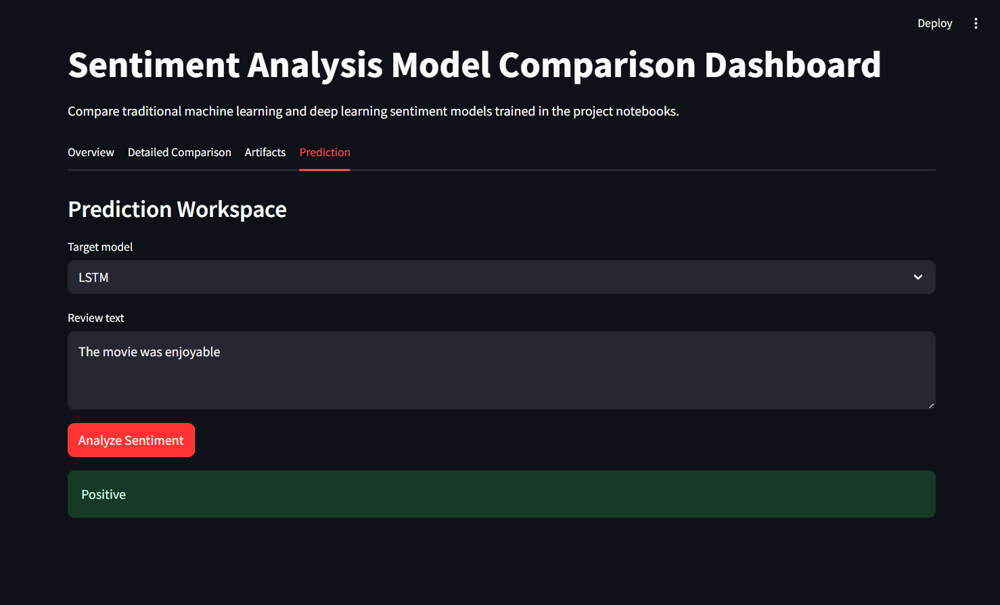 Deploy
Sentiment Analysis Model Comparison Dashboard
Compare traditional machine learning and deep learning sentiment models trained in the project notebooks.
Overview Detailed Comparison Artifacts Prediction
Prediction Workspace
Target model
LSTM
Review text
The movie was enjoyable
Analyze Sentiment
Positive